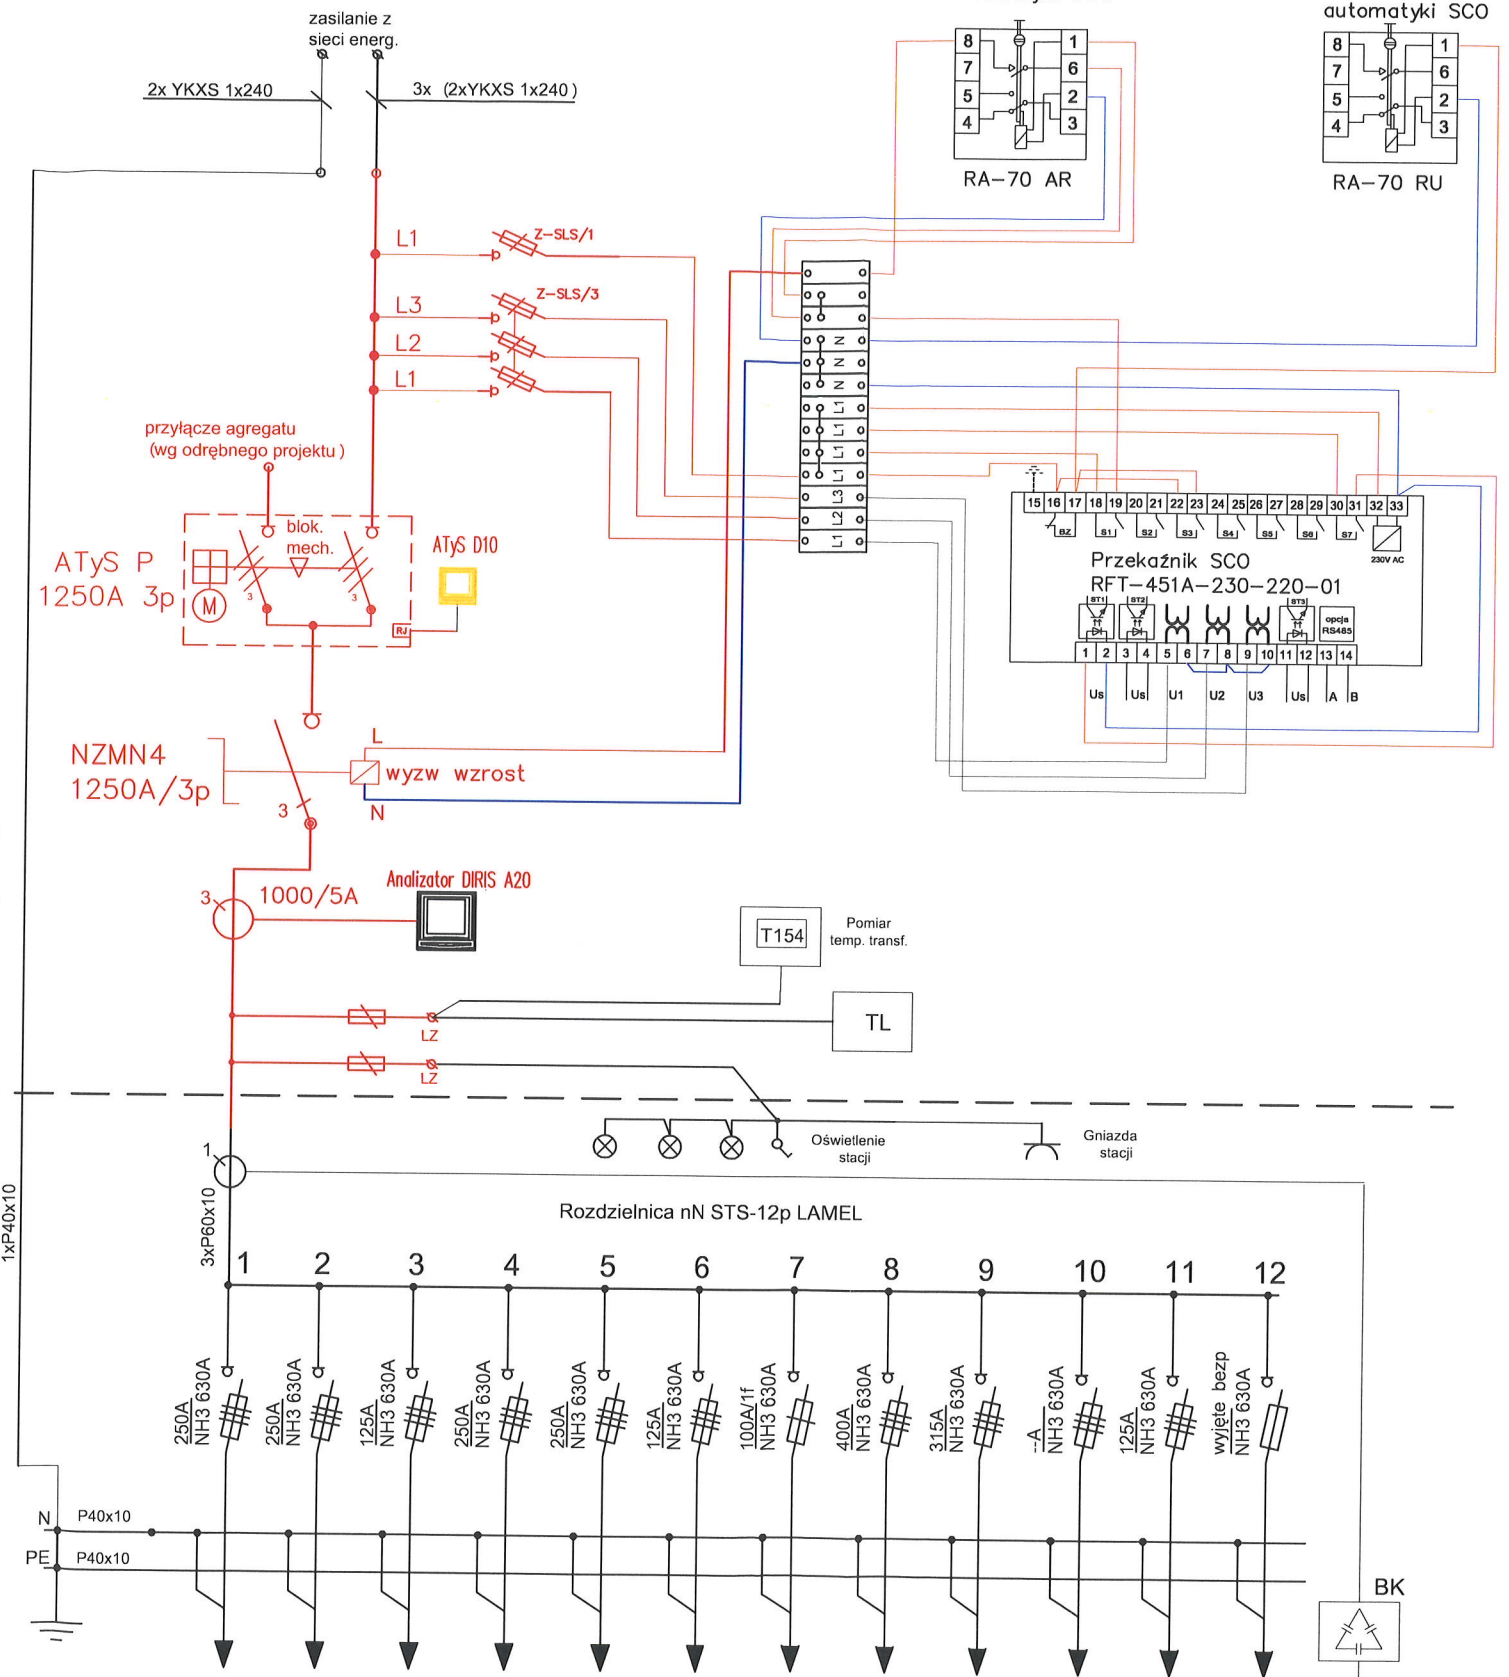 zasilanie z
sieci energ.
2x YKXS 1x240
3x (2xYKXS 1x240)
automatyki SCO
8 1
7 6
5 2
4 3
RA-70 AR
8 1
7 6
5 2
4 3
RA-70 RU
L1
Z-SLS/1
L3
Z-SLS/3
L2
L1
N
N
N
L1
L1
L1
L1
L3
L2
L1
przyłącze agregatu
(wg odrębnego projektu )
blok.
mech.
ATyS P
1250A 3p
3
3
M
RJ
ATyS D10
15 16 17 18 19 20 21 22 23 24 25 26 27 28 29 30 31 32 33
BZ S1 S2 S3 S4 S5 S6 S7
230V AC
Przekaźnik SCO
RFT-451A-230-220-01
ST1 ST2 ST3
opcja
RS485
1 2 3 4 5 6 7 8 9 10 11 12 13 14
Us Us U1 U2 U3 Us A B
NZMN4
1250A/3p
3
L
wyzw wzrost
N
3
1000/5A
Analizator DIRIS A20
T154
Pomiar
temp. transf.
TL
LZ
LZ
Oświetlenie
stacji
Gniazda
stacji
1
3xP60x10
1xP40x10
Rozdzielnica nN STS-12p LAMEL
1 2 3 4 5 6 7 8 9 10 11 12
250A
NH3 630A
250A
NH3 630A
125A
NH3 630A
250A
NH3 630A
250A
NH3 630A
125A
NH3 630A
100A/1f
NH3 630A
400A
NH3 630A
315A
NH3 630A
--A
NH3 630A
125A
NH3 630A
wyjęte bezp
NH3 630A
N P40x10
PE P40x10
BK